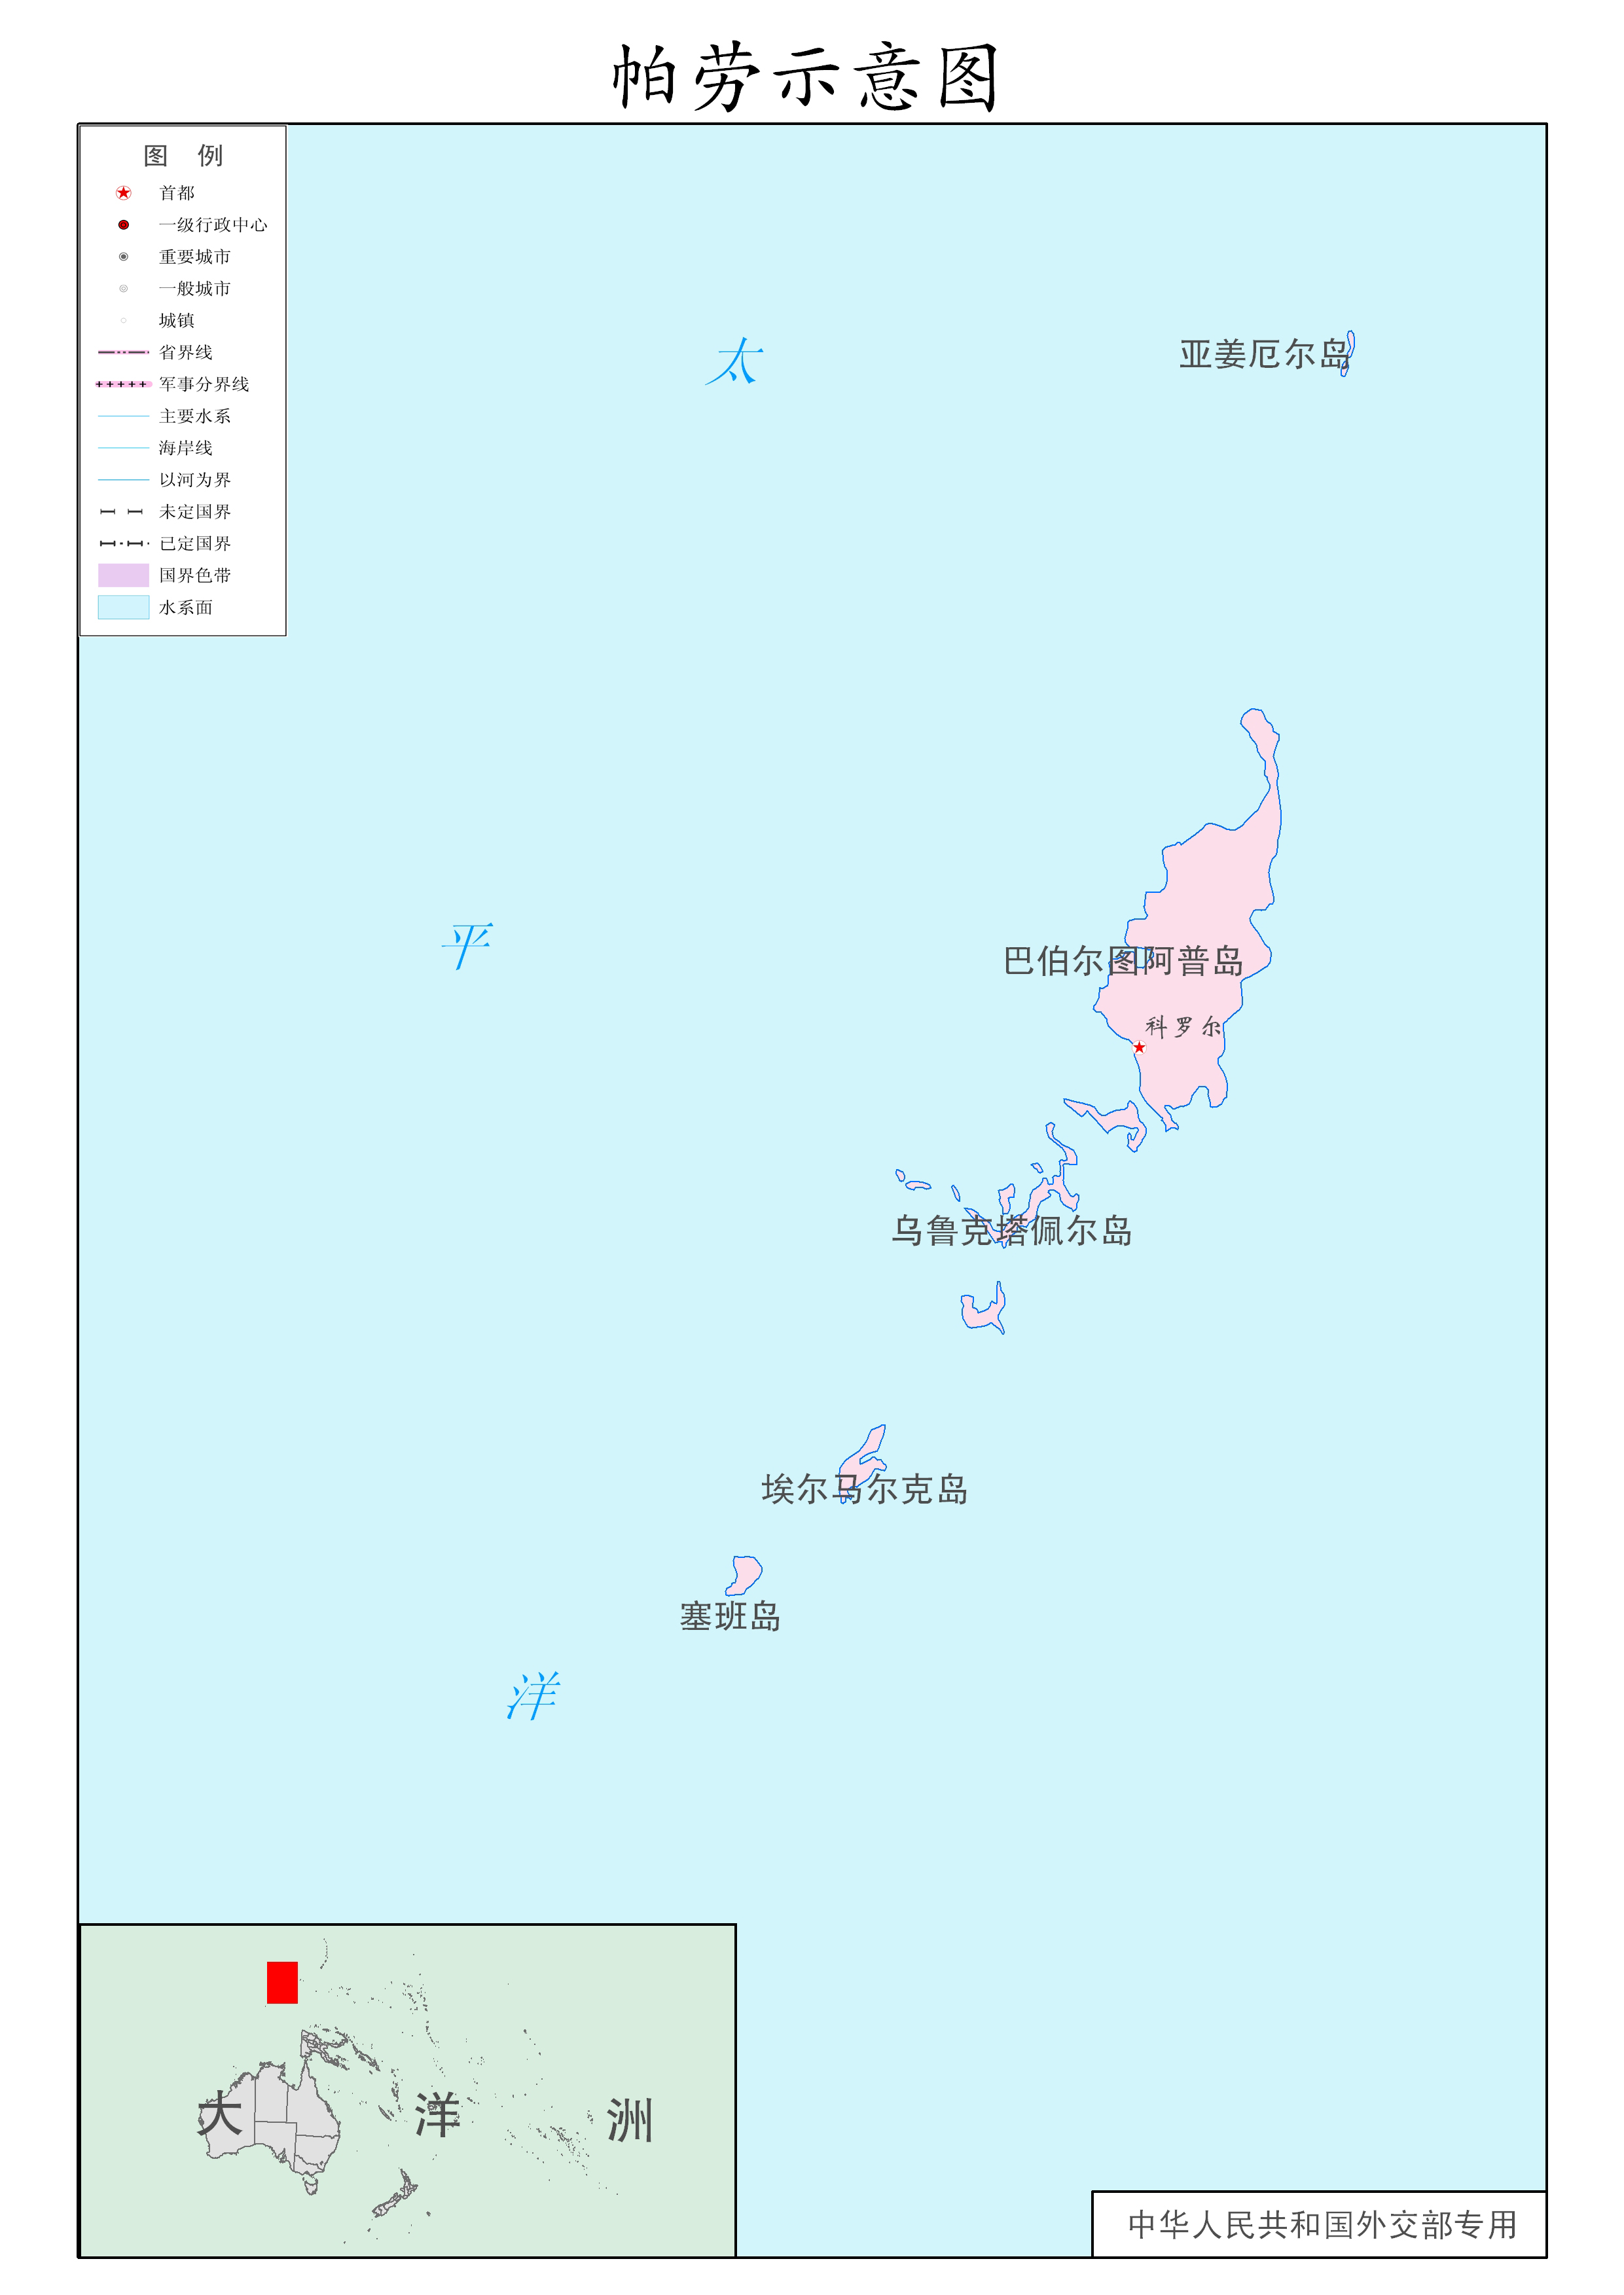 帕劳示意图
图 例
首都
一级行政中心
重要城市
一般城市
城镇
省界线
军事分界线
主要水系
海岸线
以河为界
未定国界
已定国界
国界色带
水系面
太
亚姜厄尔岛
平
巴伯尔图阿普岛
科罗尔
乌鲁克塔佩尔岛
埃尔马尔克岛
塞班岛
洋
大 洋 洲
中华人民共和国外交部专用